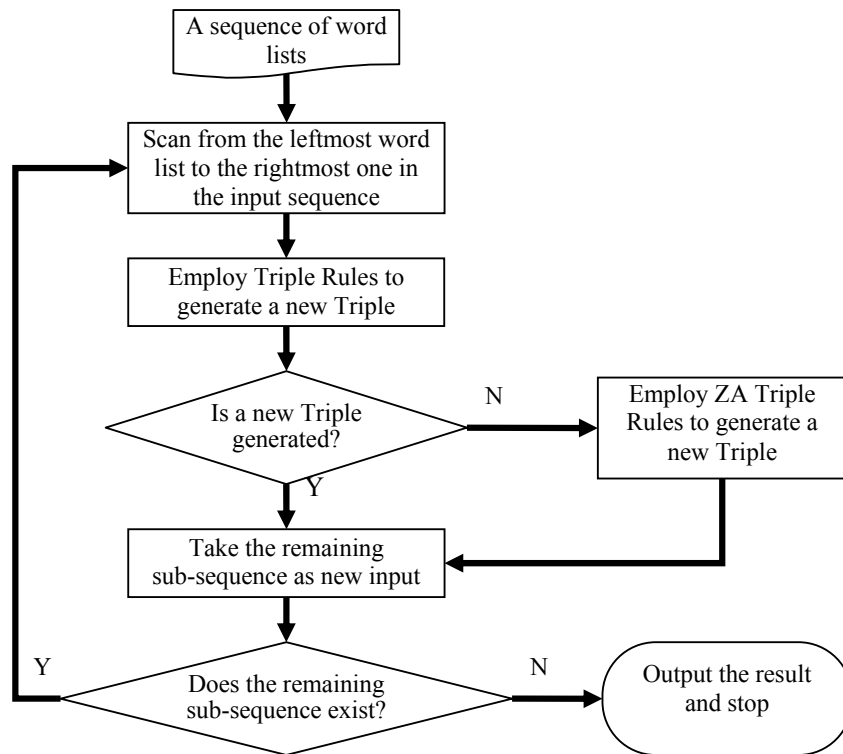 A sequence of word
lists
Scan from the leftmost word
list to the rightmost one in
the input sequence
Employ Triple Rules to
generate a new Triple
Is a new Triple
generated?
N
Employ ZA Triple
Rules to generate a
new Triple
Y
Take the remaining
sub-sequence as new input
Y
Does the remaining
sub-sequence exist?
N
Output the result
and stop